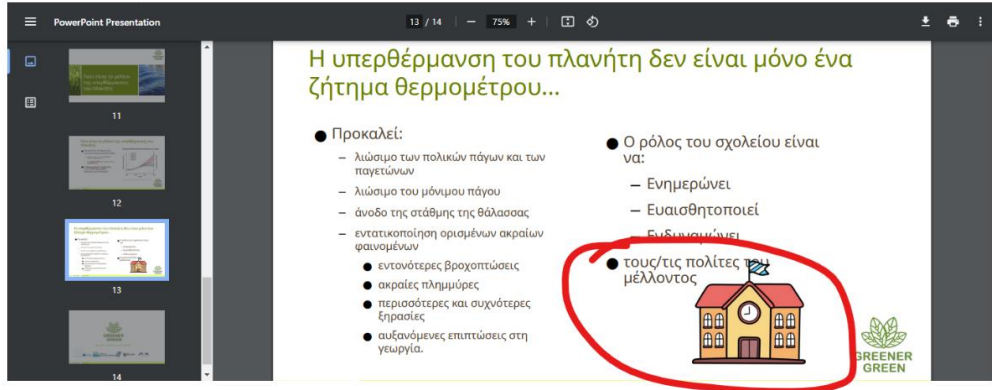 PowerPoint Presentation
13 / 14
75%
11
12
13
14
Η υπερθέρμανση του πλανήτη δεν είναι μόνο ένα
ζήτημα θερμομέτρου...
Προκαλεί:
– λιώσιμο των πολικών πάγων και των
παγετώνων
– λιώσιμο του μόνιμου πάγου
– άνοδο της στάθμης της θάλασσας
– εντατικοποίηση ορισμένων ακραίων
φαινομένων
εντονότερες βροχοπτώσεις
ακραίες πλημμύρες
περισσότερες και συχνότερες
ξηρασίες
αυξανόμενες επιπτώσεις στη
γεωργία.
Ο ρόλος του σχολείου είναι
να:
– Ενημερώνει
– Ευαισθητοποιεί
– Ενδυναμώνει
τους/τις πολίτες του
μέλλοντος
GREENER
GREEN